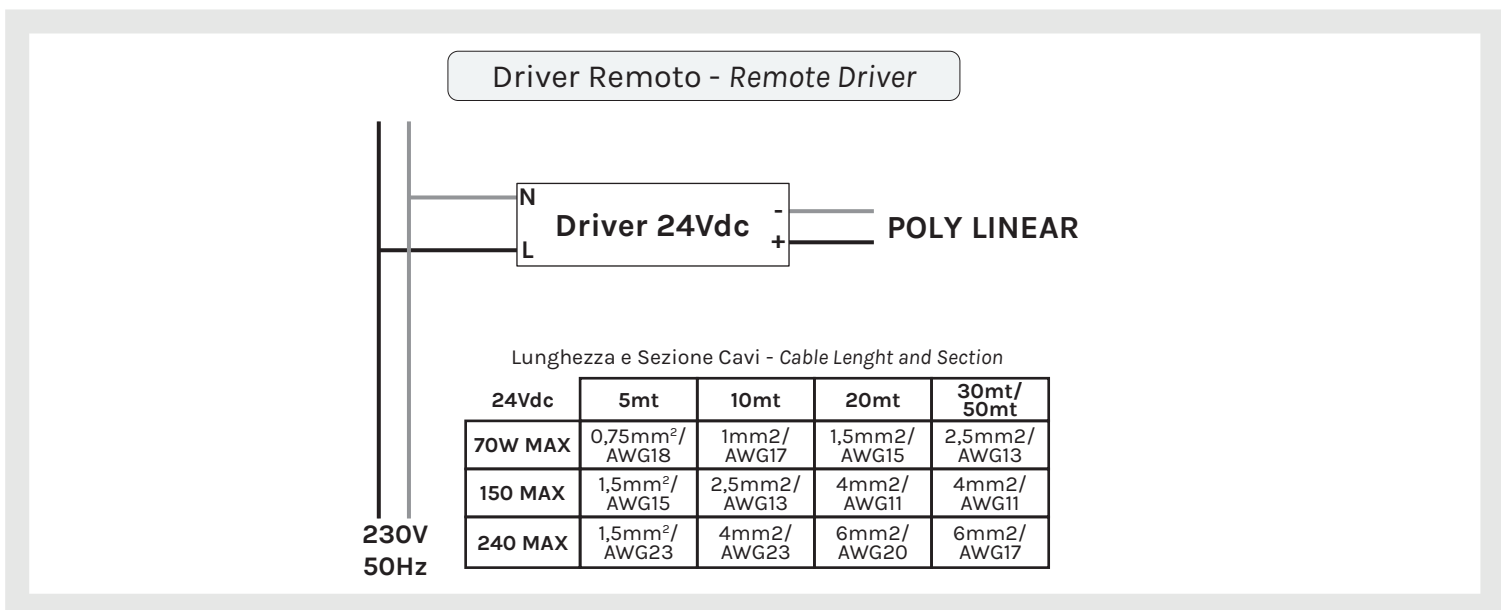 Driver Remoto - Remote Driver
N
Driver 24Vdc
-
+
L
POLY LINEAR
230V
50Hz
Lunghezza e Sezione Cavi - Cable Lenght and Section
24Vdc 5mt 10mt 20mt 30mt/
50mt
70W MAX 0,75mm²/ 1mm2/ 1,5mm2/ 2,5mm2/
AWG18 AWG17 AWG15 AWG13
150 MAX 1,5mm²/ 2,5mm2/ 4mm2/ 4mm2/
AWG15 AWG13 AWG11 AWG11
240 MAX 1,5mm²/ 4mm2/ 6mm2/ 6mm2/
AWG23 AWG23 AWG20 AWG17